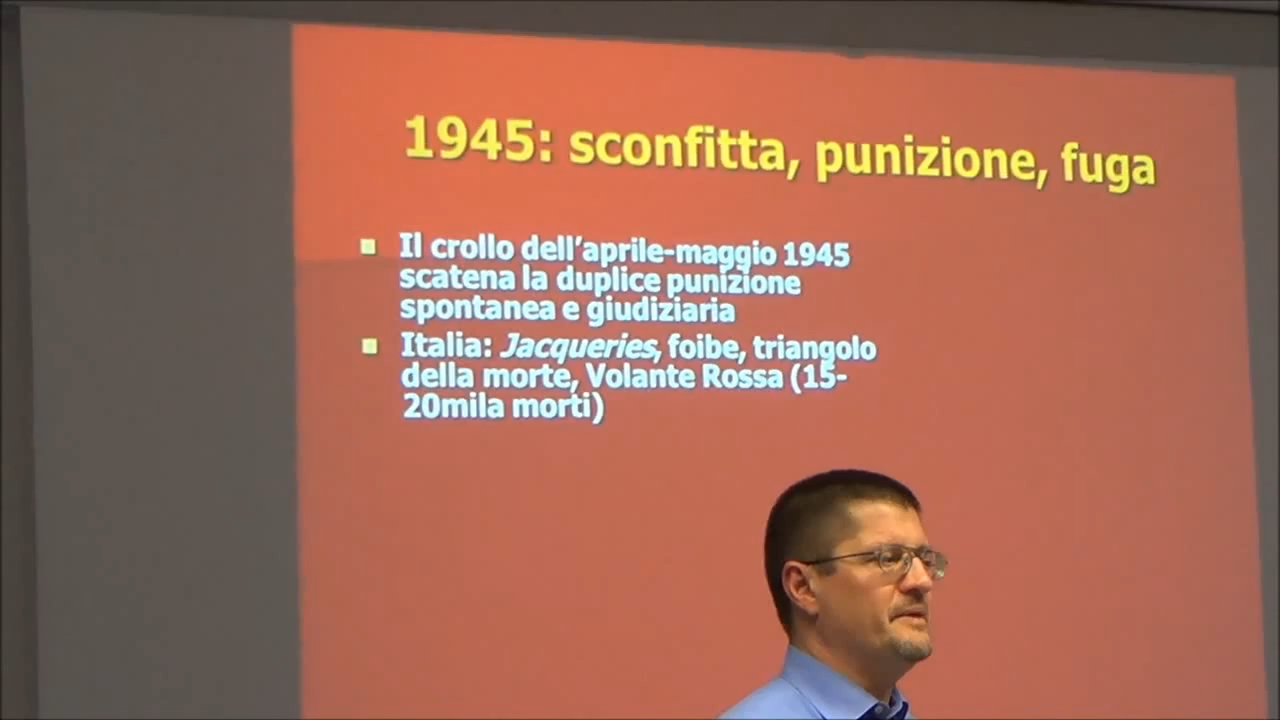 1945: sconfitta, punizione, fuga
Il crollo dell'aprile-maggio 1945
scatena la duplice punizione
spontanea e giudiziaria
Italia: Jacqueries, foibe, triangolo
della morte, Volante Rossa (15-
20mila morti)